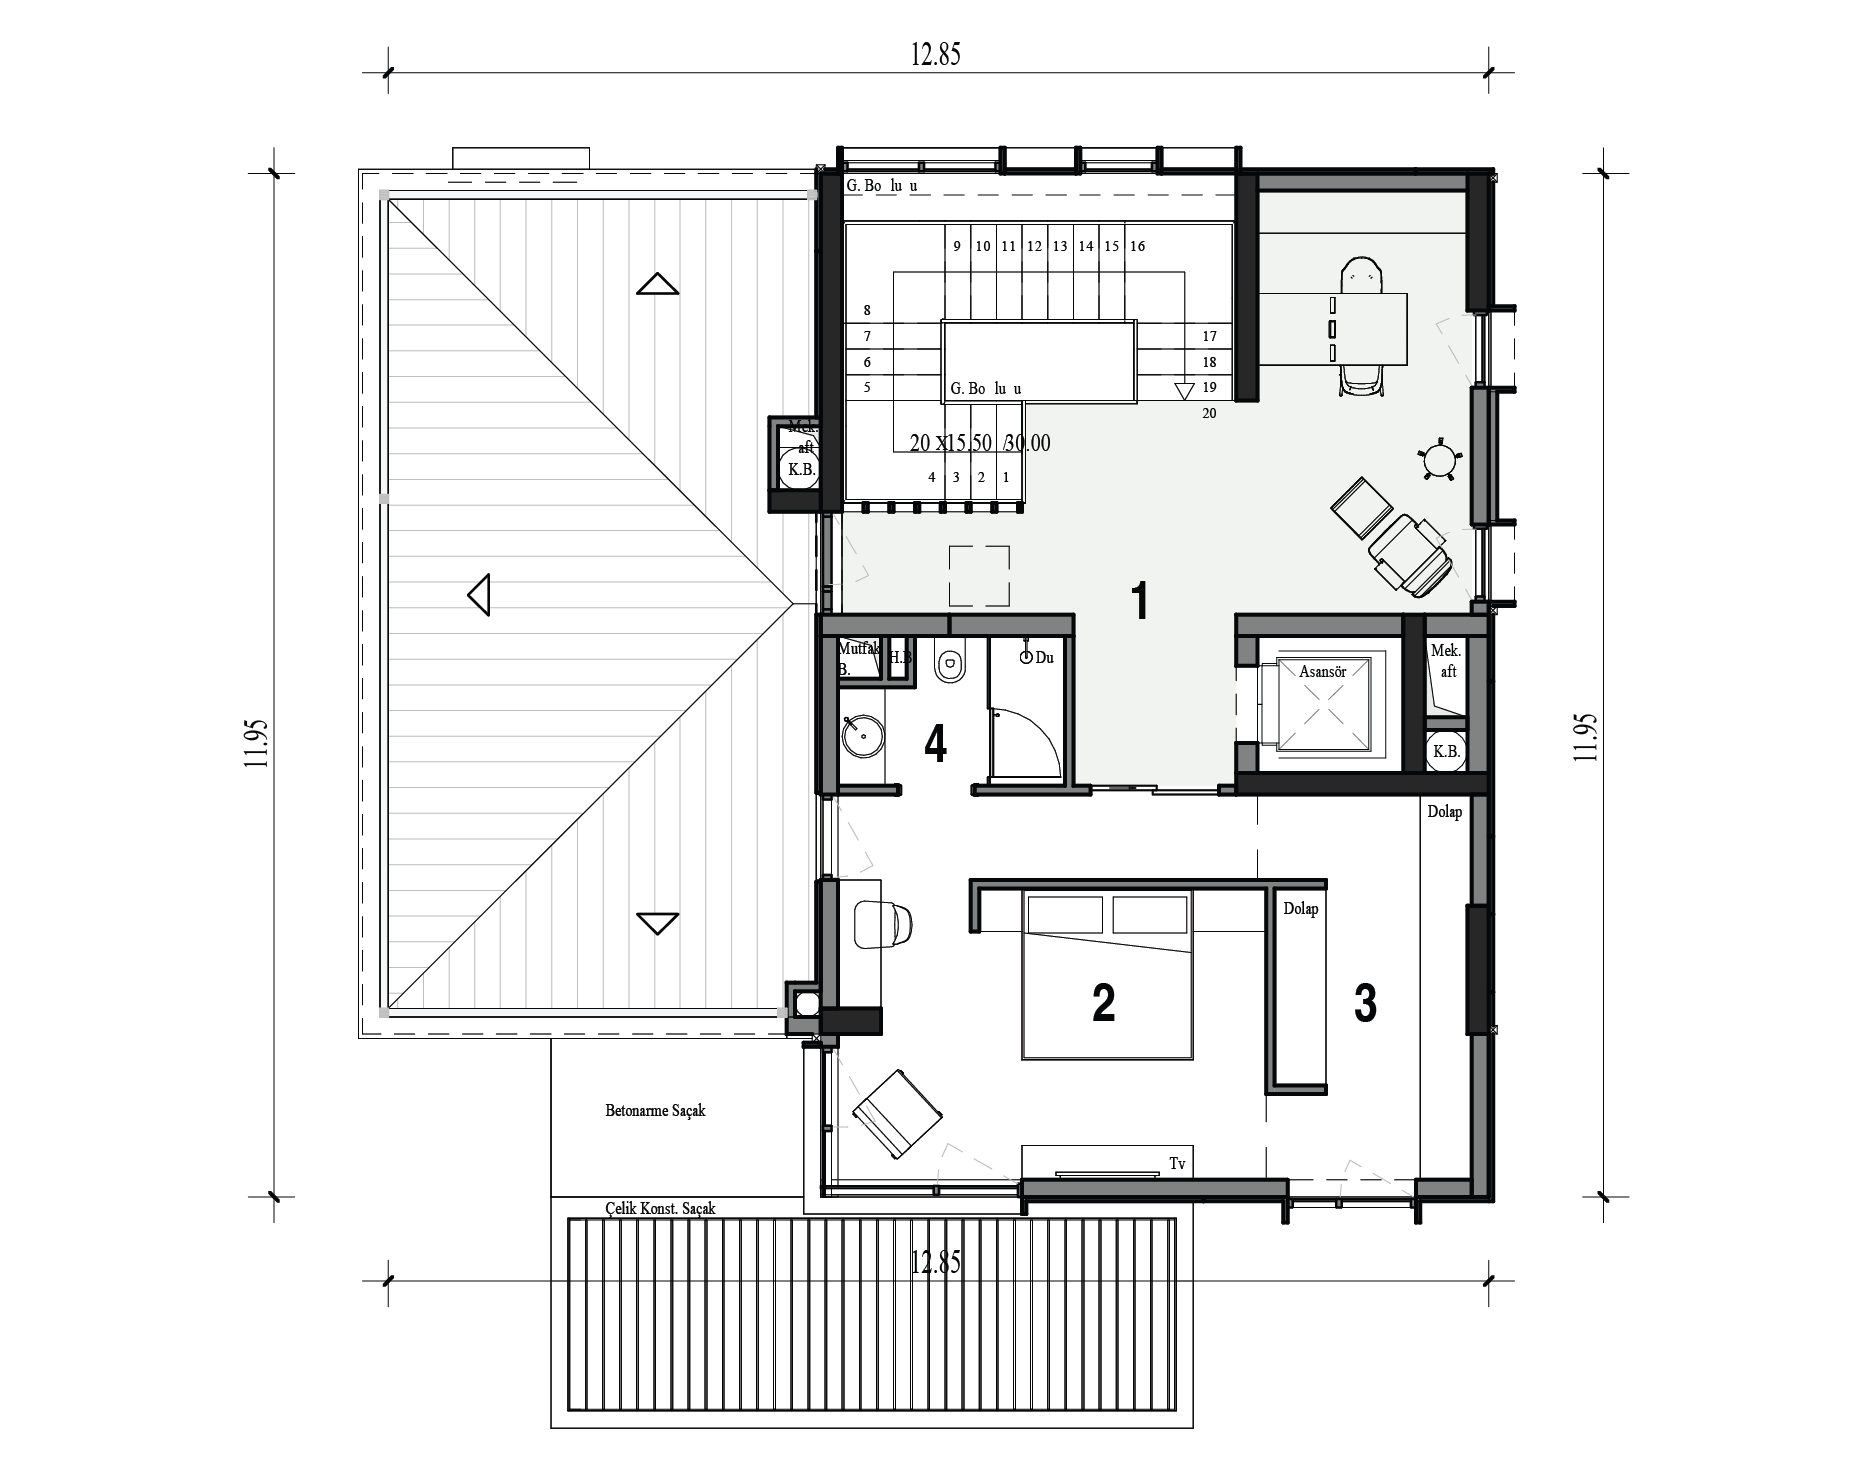 12.85
G. Bo lu u
9 10 11 12 13 14 15 16
8
7
6
5
17
18
19
20
G. Bo lu u
20 x15.50 /30.00
4 3 2 1
Mek.
aft
K.B.
1
Mutfak
B.
H.B
Du
Asansör
Mek.
aft
K.B.
4
11.95
11.95
Dolap
Dolap
2
3
Betonarme Saçak
Tv
Çelik Konst. Saçak
12.85